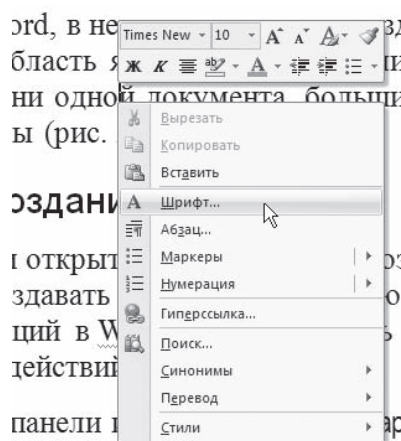 ord, в не
Times New 10
бласть я
Ж К
ни одной документа, больши
ы (рис.
Вырезать
Копировать
Вставить
оздани
Шрифт...
Абзац...
открыт
Маркеры
здавать
Нумерация
ций в W
Гиперссылка...
действий
Поиск...
Синонимы
Перевод
панели
Стили